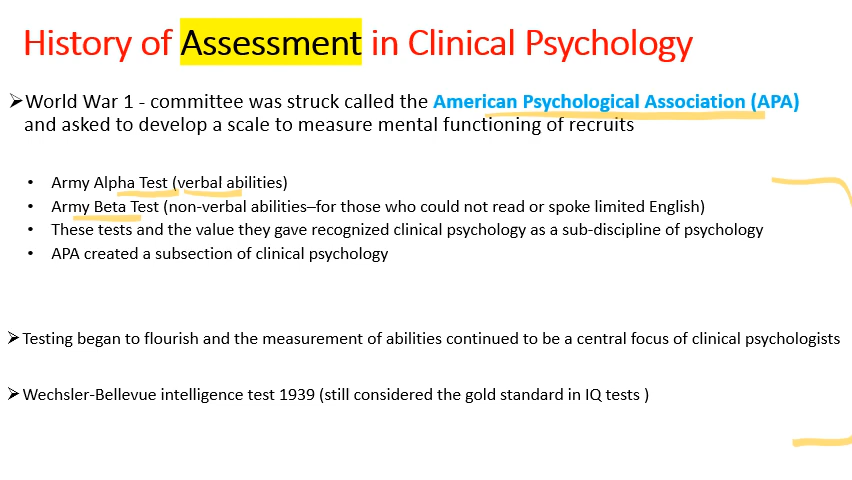 History of Assessment in Clinical Psychology
➢World War 1 - committee was struck called the American Psychological Association (APA)
and asked to develop a scale to measure mental functioning of recruits
• Army Alpha Test (verbal abilities)
• Army Beta Test (non-verbal abilities–for those who could not read or spoke limited English)
• These tests and the value they gave recognized clinical psychology as a sub-discipline of psychology
• APA created a subsection of clinical psychology
➢Testing began to flourish and the measurement of abilities continued to be a central focus of clinical psychologists
➢Wechsler-Bellevue intelligence test 1939 (still considered the gold standard in IQ tests )